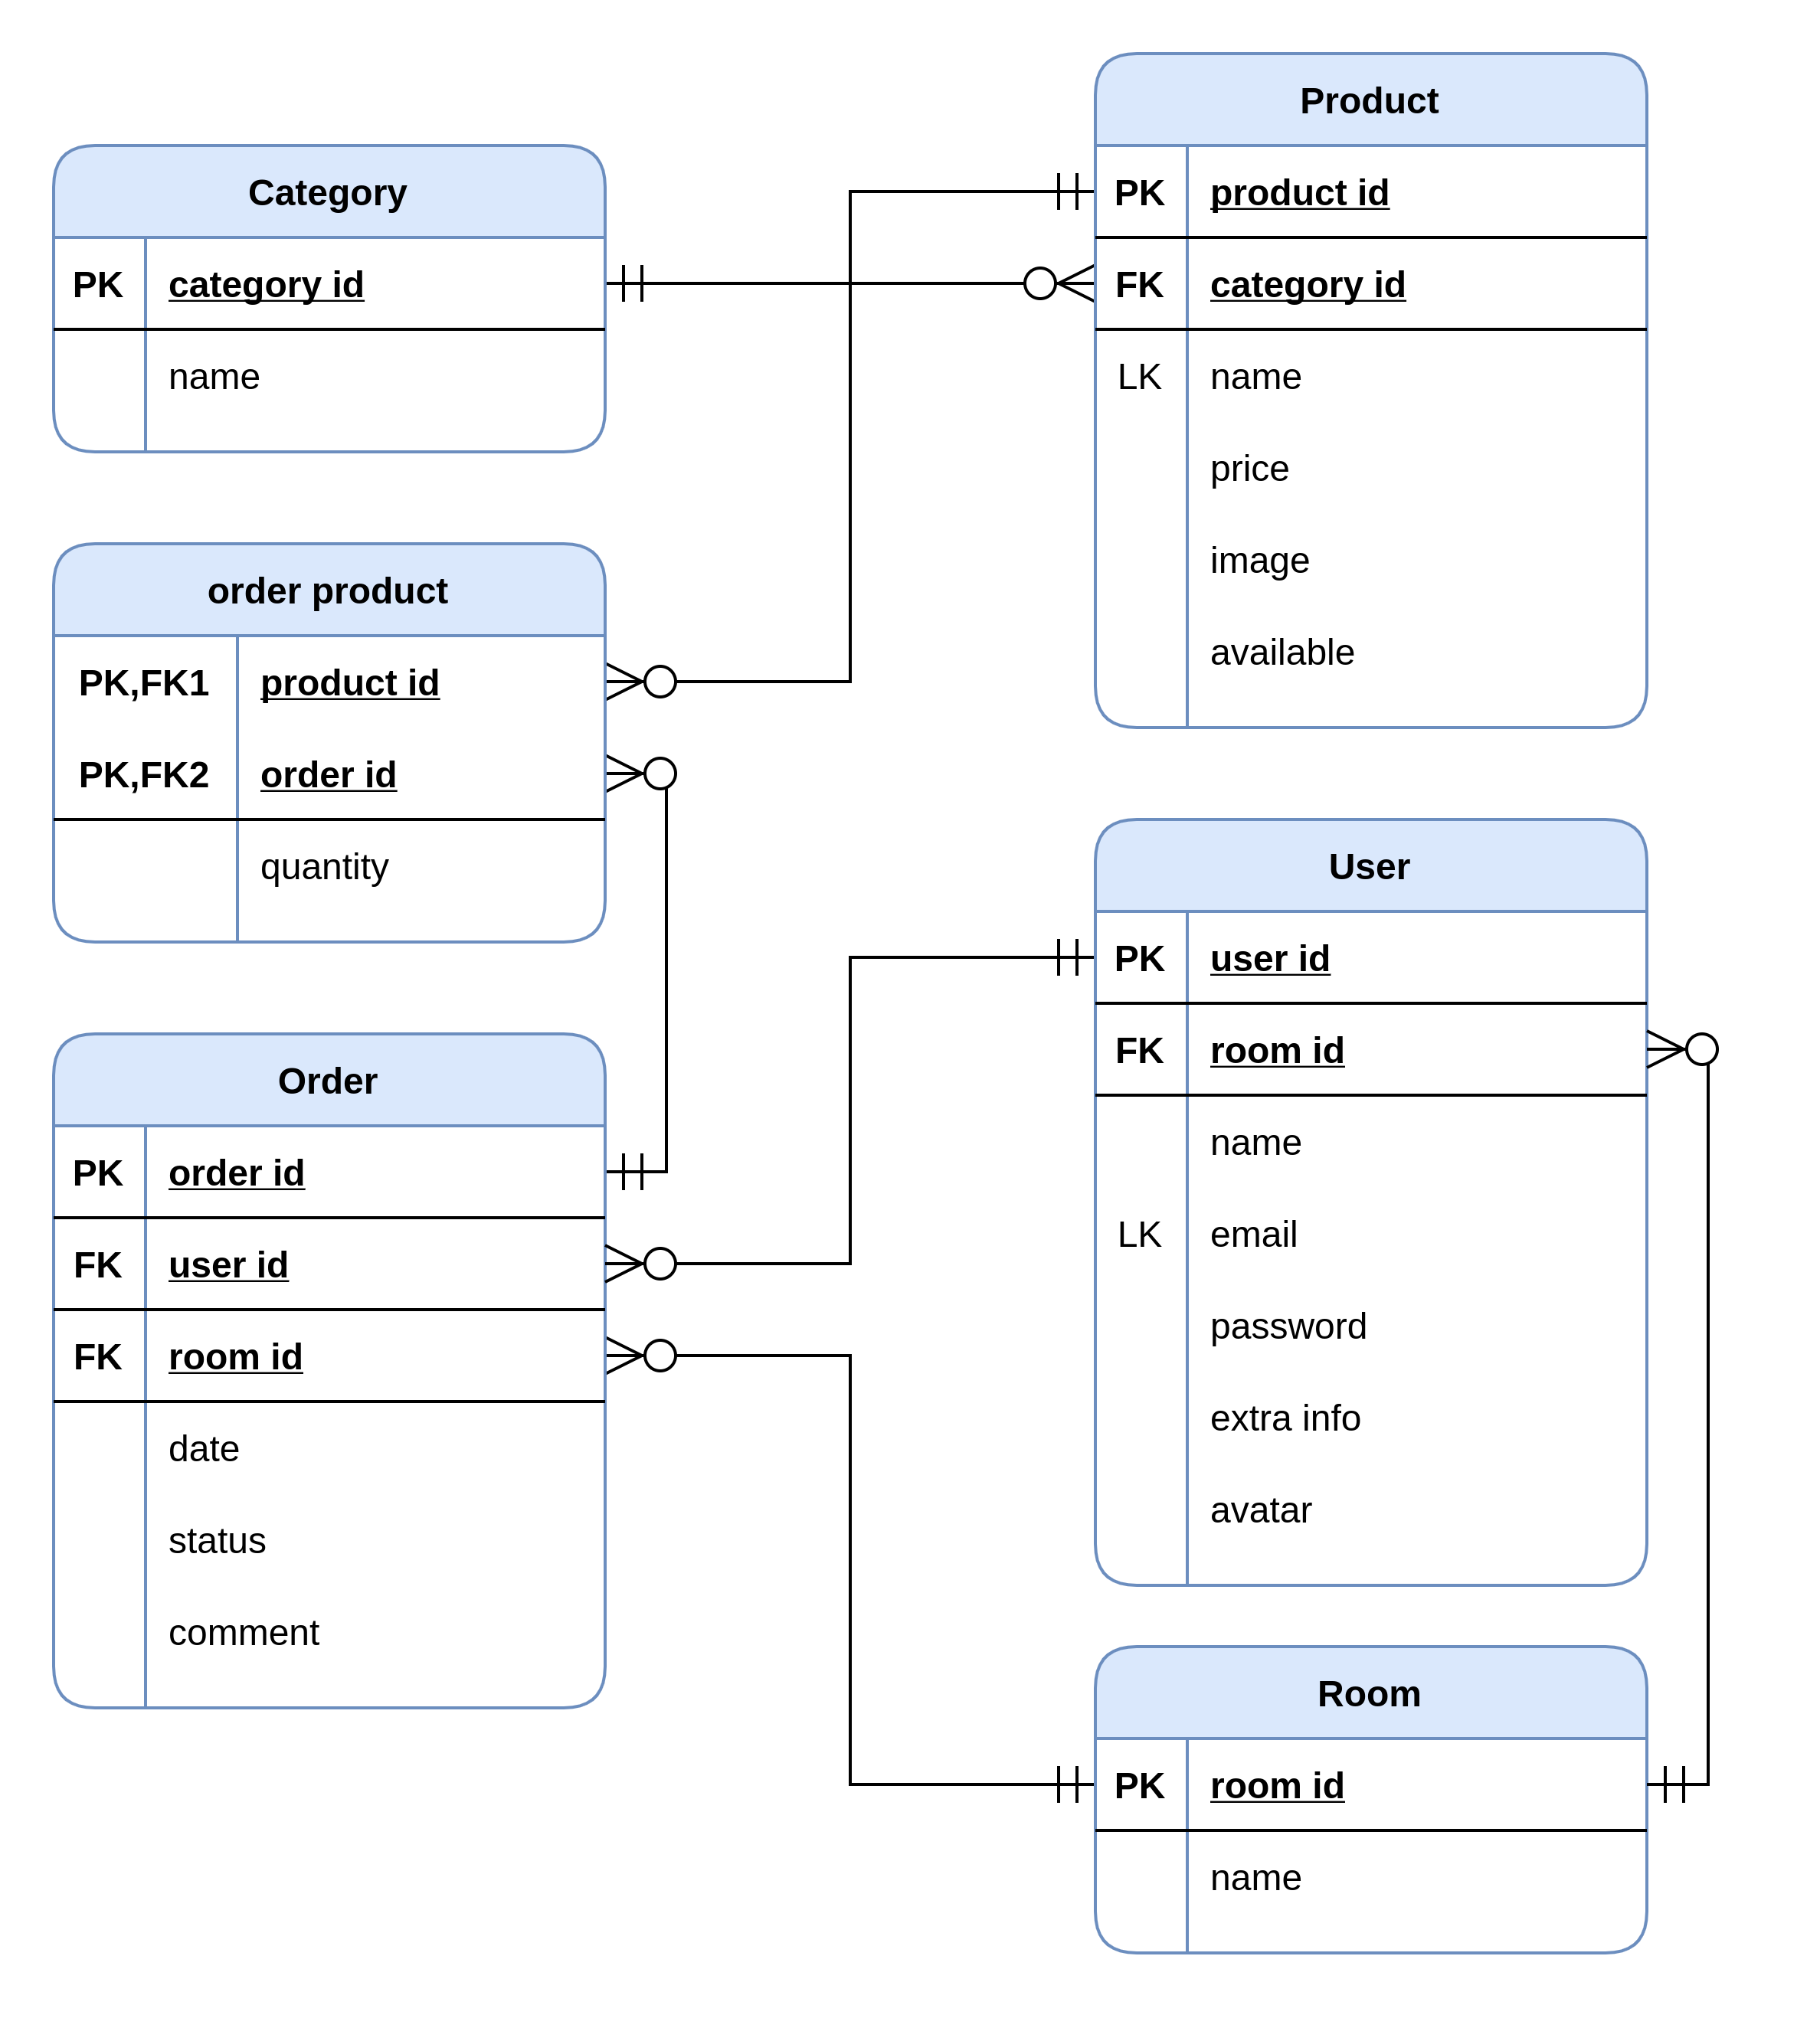 Category
PK category id
name
order product
PK,FK1 product id
PK,FK2 order id
quantity
Order
PK order id
FK user id
FK room id
date
status
comment
Product
PK product id
FK category id
LK name
price
image
available
User
PK user id
FK room id
name
LK email
password
extra info
avatar
Room
PK room id
name